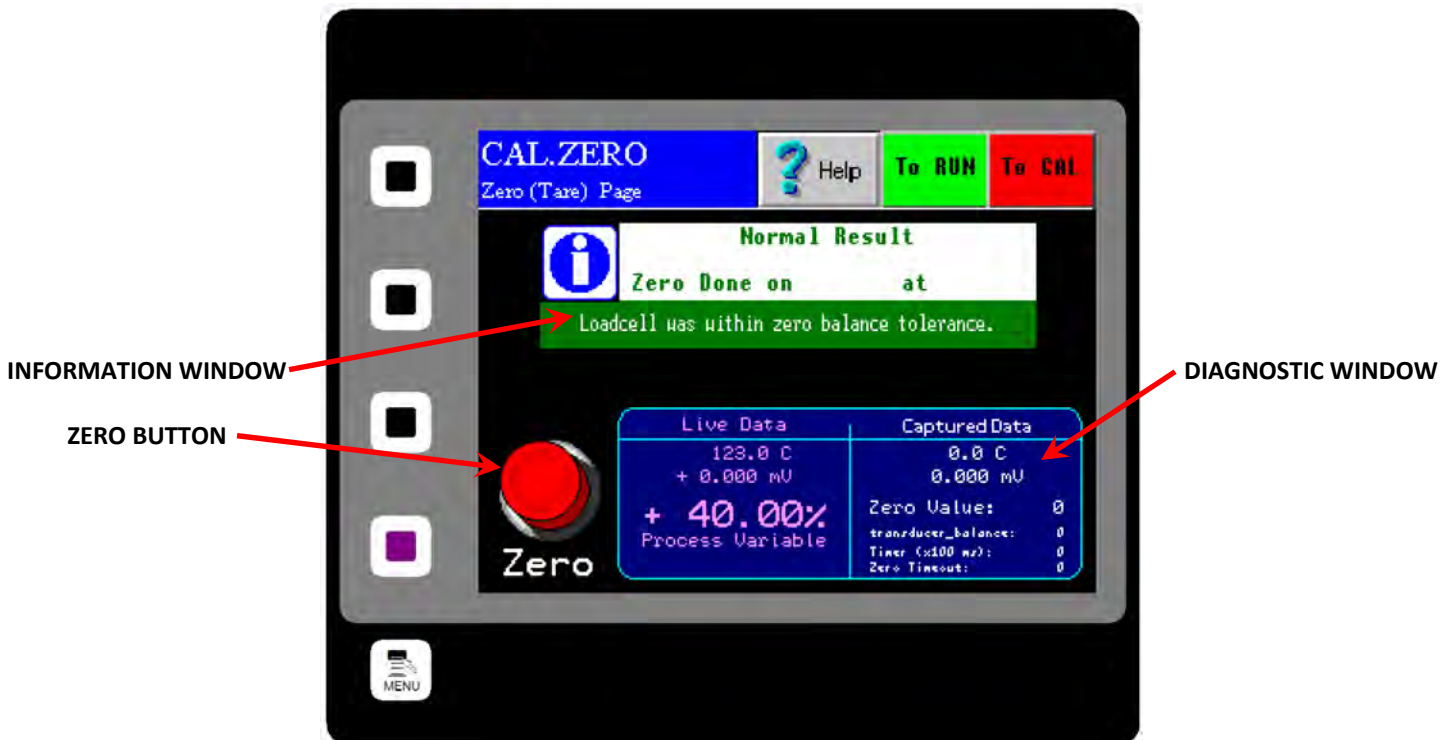 CAL.ZERO
Zero (Tare) Page
Help
To RUN
To CAL
Normal Result
Zero Done on at
Loadcell was within zero balance tolerance.
INFORMATION WINDOW
DIAGNOSTIC WINDOW
ZERO BUTTON
Live Data
123.0 C
+ 0.000 mV
+ 40.00%
Process Variable
Captured Data
0.0 C
0.000 mV
Zero Value: 0
transducer_balance: 0
Timer (x100 ms): 0
Zero Timeout: 0
Zero
MENU